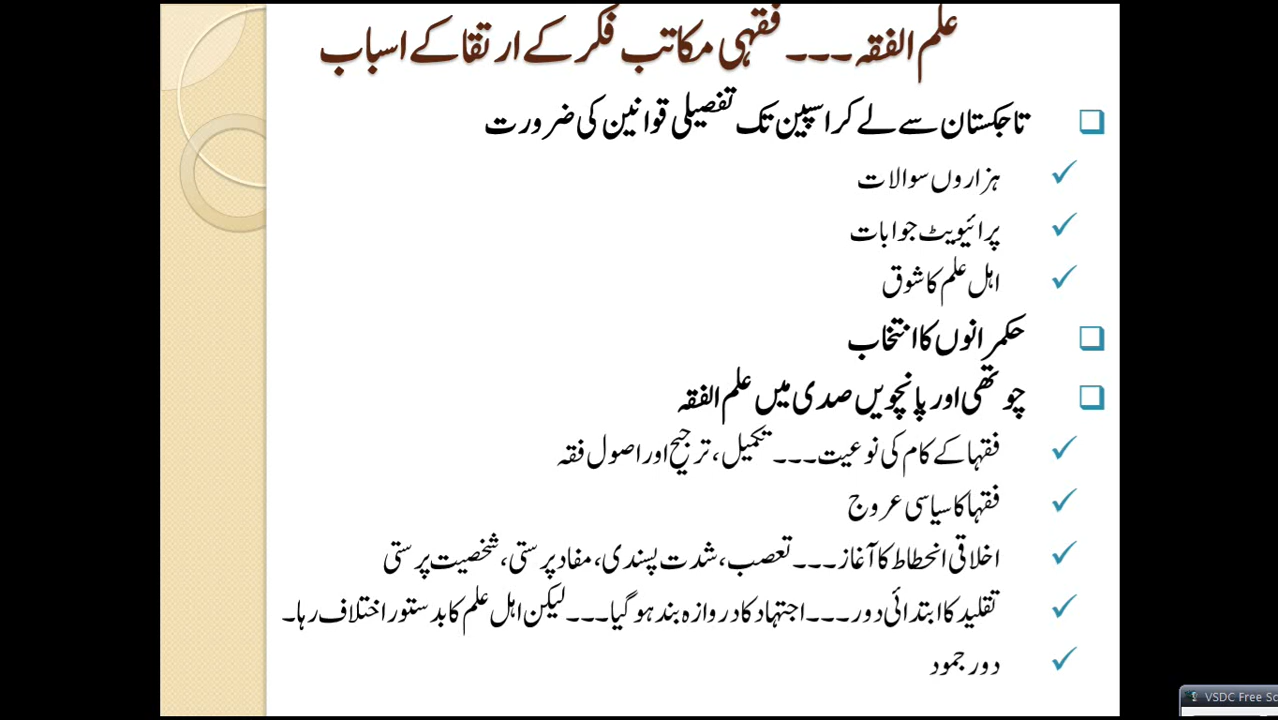 علم الفقہ ۔۔۔ فقہی مکاتب فکر کے ارتقا کے اسباب
تاجکستان سے لے کر اسپین تک تفصیلی قوانین کی ضرورت
ہزاروں سوالات
پرائیویٹ جوابات
اہل علم کا شوق
حکمرانوں کا انتخاب
چوتھی اور پانچویں صدی میں علم الفقہ
فقہا کے کام کی نوعیت ۔۔۔ تکمیل، ترجیح اور اصول فقہ
فقہا کا سیاسی عروج
اخلاقی انحطاط کا آغاز ۔۔۔ تعصب، شدت پسندی، مفاد پرستی، شخصیت پرستی
تقلید کا ابتدائی دور ۔۔۔ اجتہاد کا دروازہ بند ہو گیا ۔۔۔ لیکن اہل علم کا بدستور اختلاف رہا۔
دور جمود
VSDC Free Sc